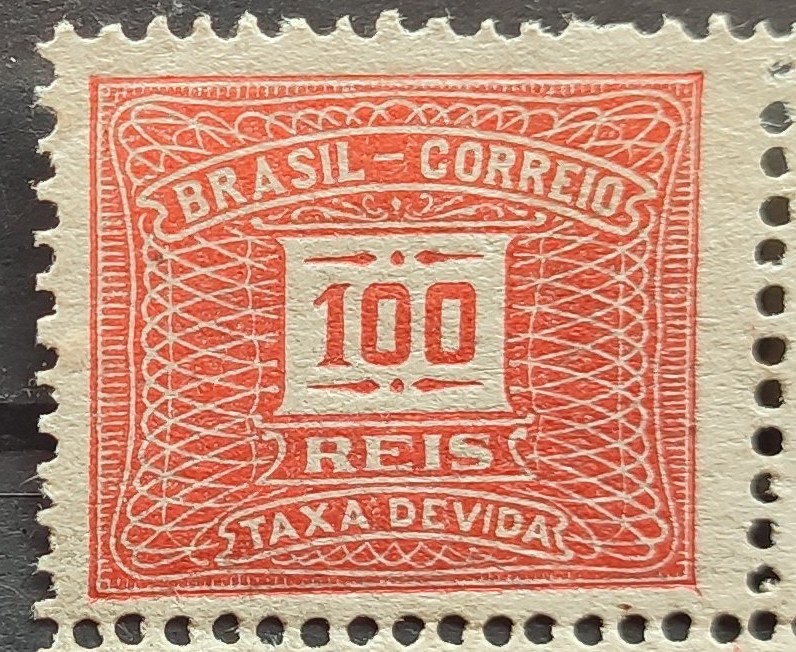 BRASIL - CORREIO
100
REIS
TAXA DEVIDA